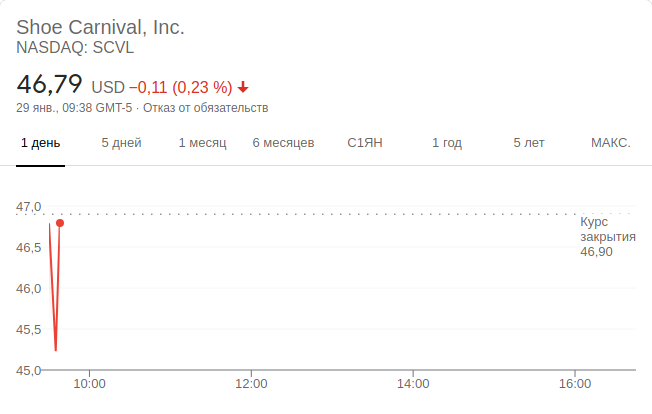 Shoe Carnival, Inc.
NASDAQ: SCVL
46,79 USD −0,11 (0,23 %)
29 янв., 09:38 GMT-5 · Отказ от обязательств
1 день 5 дней 1 месяц 6 месяцев С1ЯН 1 год 5 лет МАКС.
47,0
Курс
закрытия
46,90
46,5
46,0
45,5
45,0
10:00 12:00 14:00 16:00